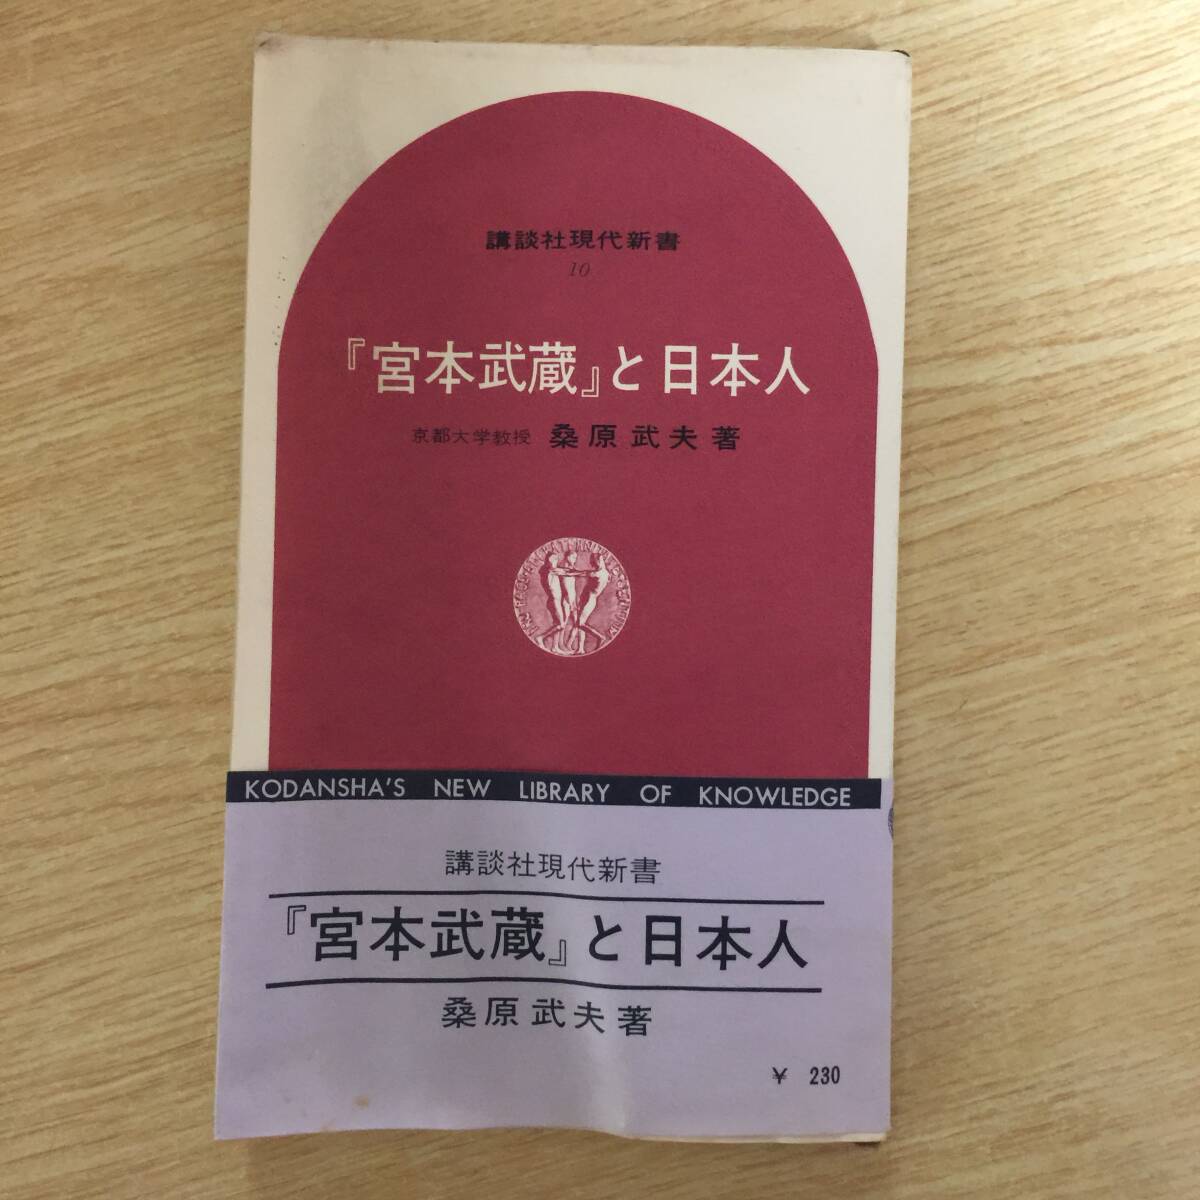 講談社現代新書
10
『宮本武蔵』と日本人
京都大学教授 桑原武夫著
KODANSHA'S NEW LIBRARY OF KNOWLEDGE
講談社現代新書
『宮本武蔵』と日本人
桑原武夫著
¥ 230